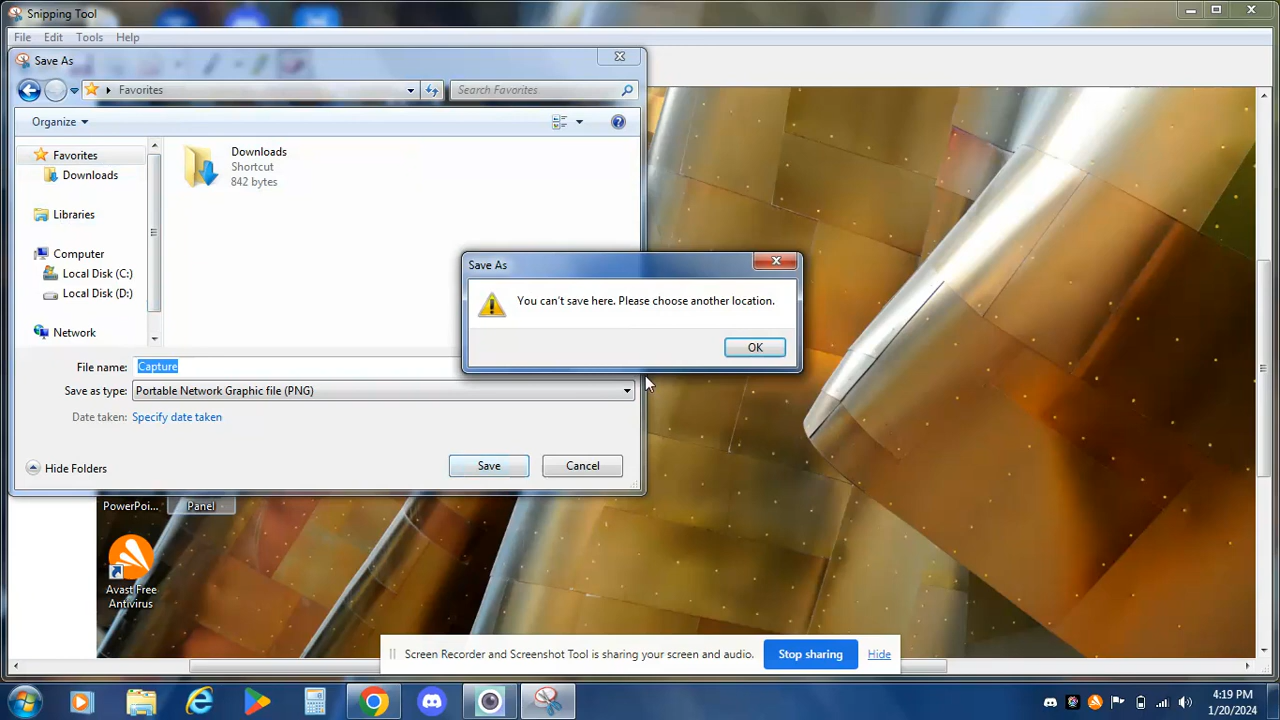 Snipping Tool
File Edit Tools Help
Save As
Favorites
Search Favorites
Organize
Favorites
Downloads
Libraries
Computer
Local Disk (C:)
Local Disk (D:)
Network
Downloads
Shortcut
842 bytes
Save As
You can't save here. Please choose another location.
OK
File name: Capture
Save as type: Portable Network Graphic file (PNG)
Date taken: Specify date taken
Hide Folders
Save
Cancel
PowerPoi...
Panel
Avast Free
Antivirus
Screen Recorder and Screenshot Tool is sharing your screen and audio.
Stop sharing
Hide
4:19 PM
1/20/2024